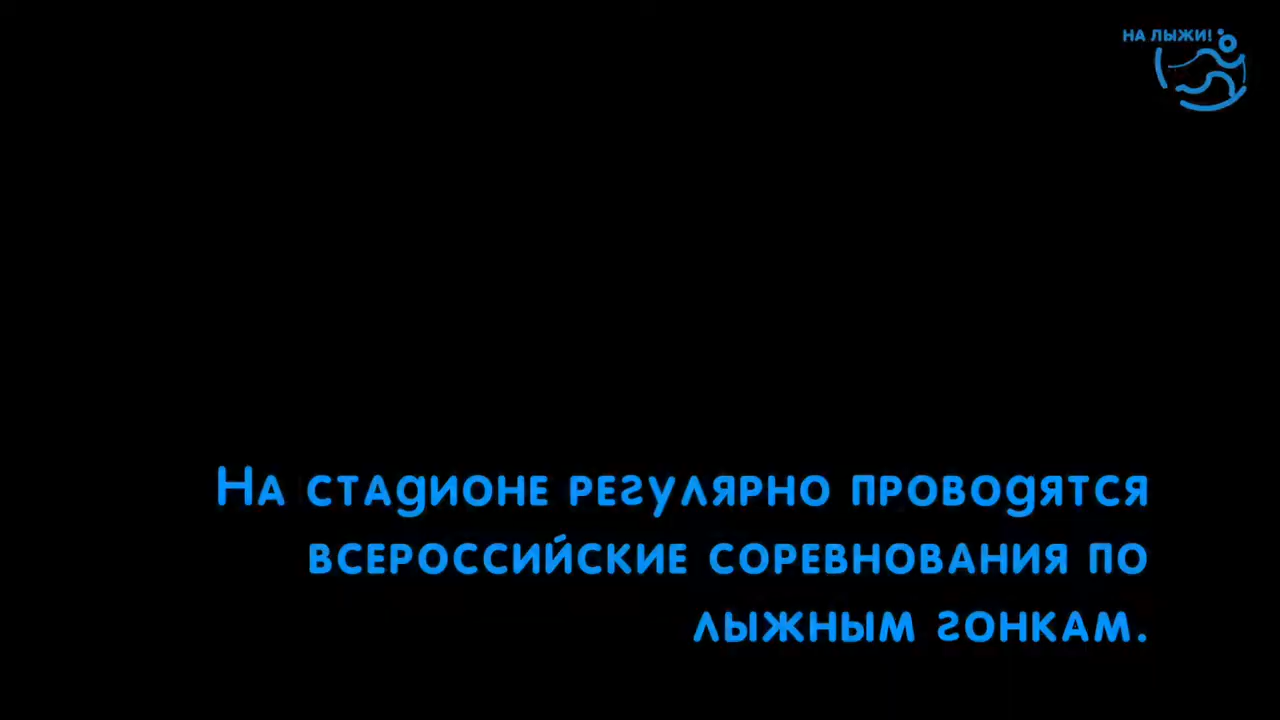 НА ЛЫЖИ!
На стадионе регулярно проводятся
всероссийские соревнования по
лыжным гонкам.